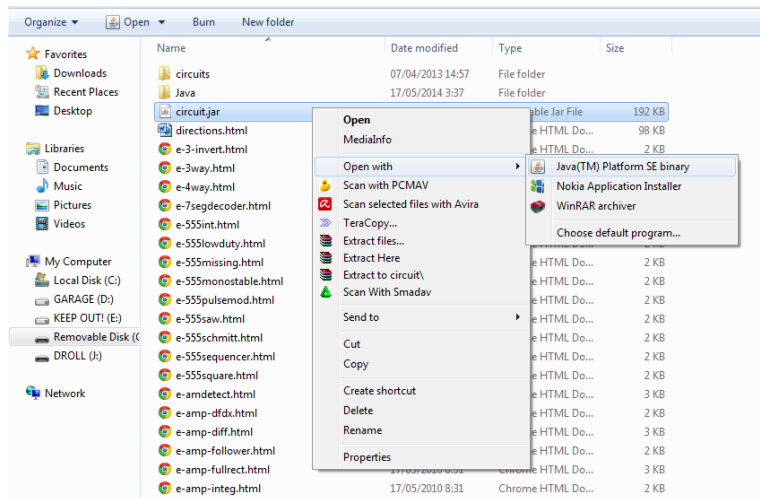 Organize Open Burn New folder
Name Date modified Type Size
Favorites
Downloads
Recent Places
Desktop
Libraries
Documents
Music
Pictures
Videos
My Computer
Local Disk (C:)
GARAGE (D:)
KEEP OUT! (E:)
Removable Disk (
DROLL (J:)
Network
circuits 07/04/2013 14:57 File folder
Java 17/05/2014 3:37 File folder
circuit.jar able Jar File 192 KB
directions.html e HTML Do... 98 KB
e-3-invert.html e HTML Do... 2 KB
e-3way.html
e-4way.html
e-7segdecoder.html
e-555int.html
e-555lowduty.html
e-555missing.html e HTML Do... 2 KB
e-555monostable.html e HTML Do... 2 KB
e-555pulsemod.html e HTML Do... 2 KB
e-555saw.html e HTML Do... 2 KB
e-555schmitt.html e HTML Do... 2 KB
e-555sequencer.html e HTML Do... 2 KB
e-555square.html e HTML Do... 2 KB
e-amdetect.html e HTML Do... 3 KB
e-amp-dfdx.html e HTML Do... 2 KB
e-amp-diff.html e HTML Do... 3 KB
e-amp-follower.html e HTML Do... 2 KB
e-amp-fullrect.html 17/05/2010 8:31 Chrome HTML Do... 3 KB
e-amp-integ.html 17/05/2010 8:31 Chrome HTML Do... 2 KB
Open
MediaInfo
Open with
Scan with PCMAV
Scan selected files with Avira
TeraCopy...
Extract files...
Extract Here
Extract to circuit\
Scan With Smadav
Send to
Cut
Copy
Create shortcut
Delete
Rename
Properties
Java(TM) Platform SE binary
Nokia Application Installer
WinRAR archiver
Choose default program...